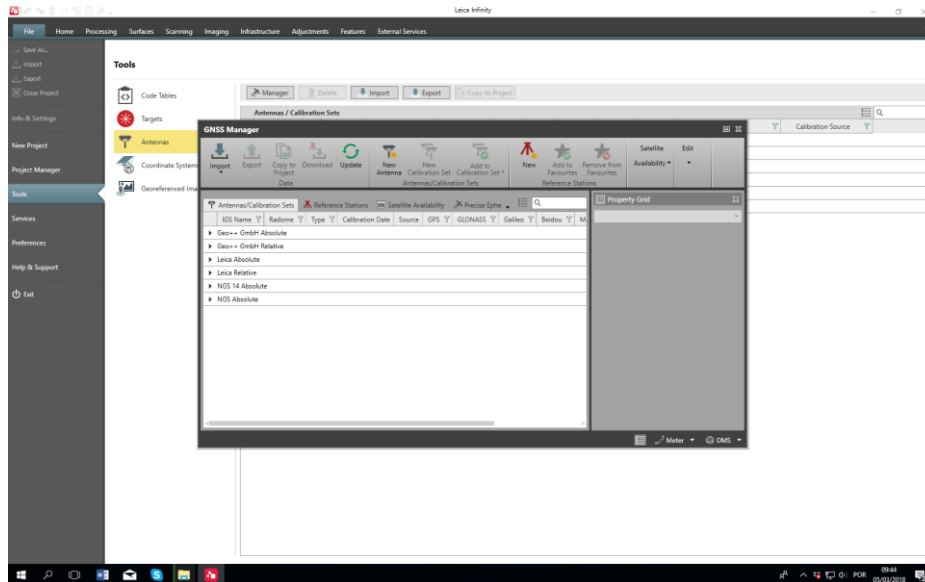 Leica Infinity
File Home Processing Surfaces Scanning Imaging Infrastructure Adjustments Features External Services
Save As...
Import
Export
Close Project
Info & Settings
New Project
Project Manager
Tools
Services
Preferences
Help & Support
Exit
Tools
Code Tables
Targets
Antennas
Coordinate System
Georeferenced Ima
Manager Delete Import Export Copy to Project
Antennas / Calibration Sets
Calibration Source
GNSS Manager
Import Export Copy to Project Download Update New Antenna New Calibration Set Add to Calibration Set New Add to Favourites Remove from Favourites Satellite Availability Edit
Data Antennas/Calibration Sets Reference Stations
Antennas/Calibration Sets Reference Stations Satellite Availability Precise Ephe
IGS Name Radome Type Calibration Date Source GPS GLONASS Galileo Beidou M
Geo++ GmbH Absolute
Geo++ GmbH Relative
Leica Absolute
Leica Relative
NGS 14 Absolute
NGS Absolute
Property Grid
Meter DMS
POR 09:44
05/03/2018